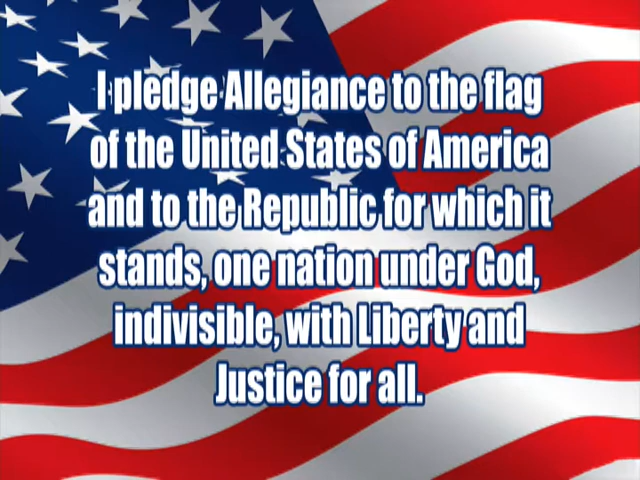 I pledge Allegiance to the flag
of the United States of America
and to the Republic for which it
stands, one nation under God,
indivisible, with Liberty and
Justice for all.